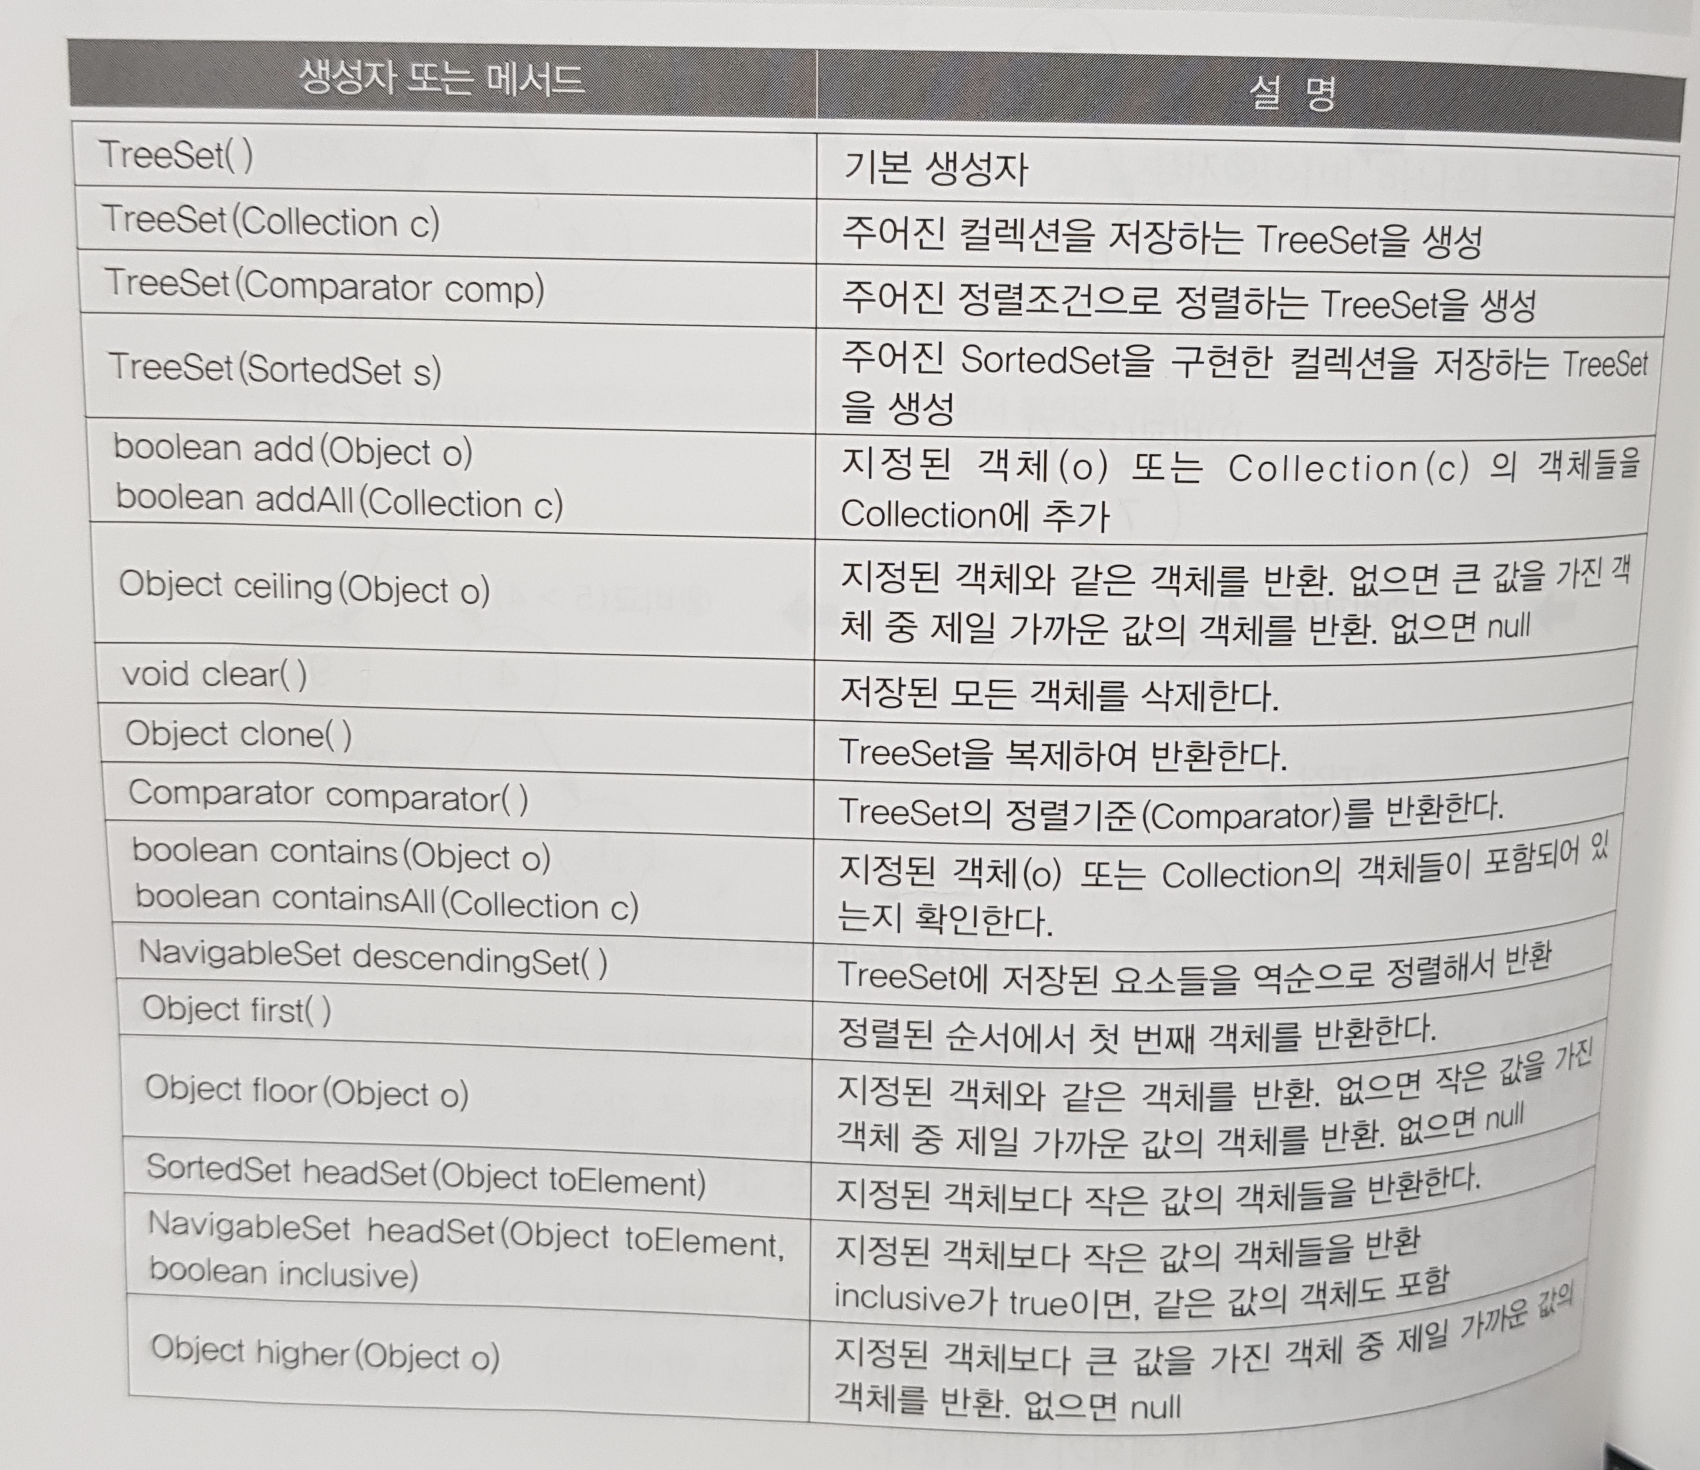 생성자 또는 메서드
설 명
TreeSet( )
기본 생성자
TreeSet(Collection c)
주어진 컬렉션을 저장하는 TreeSet을 생성
TreeSet(Comparator comp)
주어진 정렬조건으로 정렬하는 TreeSet을 생성
TreeSet(SortedSet s)
주어진 SortedSet을 구현한 컬렉션을 저장하는 TreeSet
을 생성
boolean add(Object o)
boolean addAll(Collection c)
지정된 객체(o) 또는 Collection(c) 의 객체들을
Collection에 추가
Object ceiling(Object o)
지정된 객체와 같은 객체를 반환. 없으면 큰 값을 가진 객
체 중 제일 가까운 값의 객체를 반환. 없으면 null
void clear( )
저장된 모든 객체를 삭제한다.
Object clone( )
TreeSet을 복제하여 반환한다.
Comparator comparator( )
TreeSet의 정렬기준(Comparator)를 반환한다.
boolean contains(Object o)
boolean containsAll(Collection c)
지정된 객체(o) 또는 Collection의 객체들이 포함되어 있
는지 확인한다.
NavigableSet descendingSet( )
TreeSet에 저장된 요소들을 역순으로 정렬해서 반환
Object first( )
정렬된 순서에서 첫 번째 객체를 반환한다.
Object floor(Object o)
지정된 객체와 같은 객체를 반환. 없으면 작은 값을 가진
객체 중 제일 가까운 값의 객체를 반환. 없으면 null
SortedSet headSet(Object toElement)
지정된 객체보다 작은 값의 객체들을 반환한다.
NavigableSet headSet(Object toElement,
boolean inclusive)
지정된 객체보다 작은 값의 객체들을 반환
inclusive가 true이면, 같은 값의 객체도 포함
Object higher(Object o)
지정된 객체보다 큰 값을 가진 객체 중 제일 가까운 값의
객체를 반환. 없으면 null